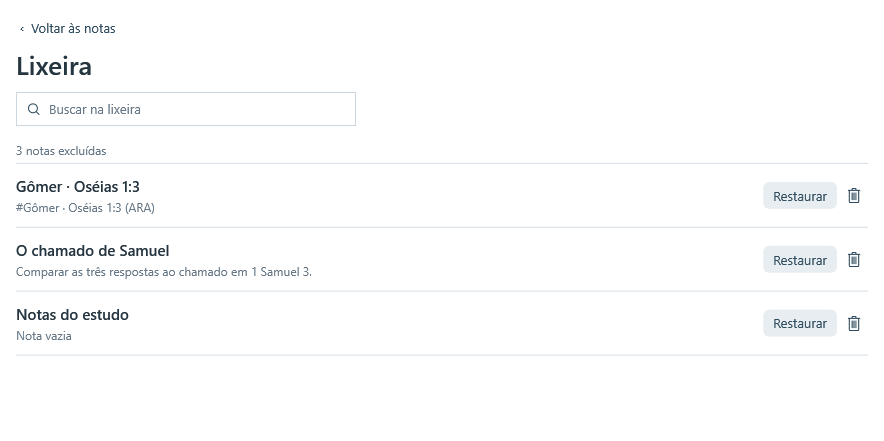 ‹ Voltar às notas
Lixeira
Buscar na lixeira
3 notas excluídas
Gômer · Oséias 1:3
#Gômer · Oséias 1:3 (ARA)
Restaurar
O chamado de Samuel
Comparar as três respostas ao chamado em 1 Samuel 3.
Restaurar
Notas do estudo
Nota vazia
Restaurar